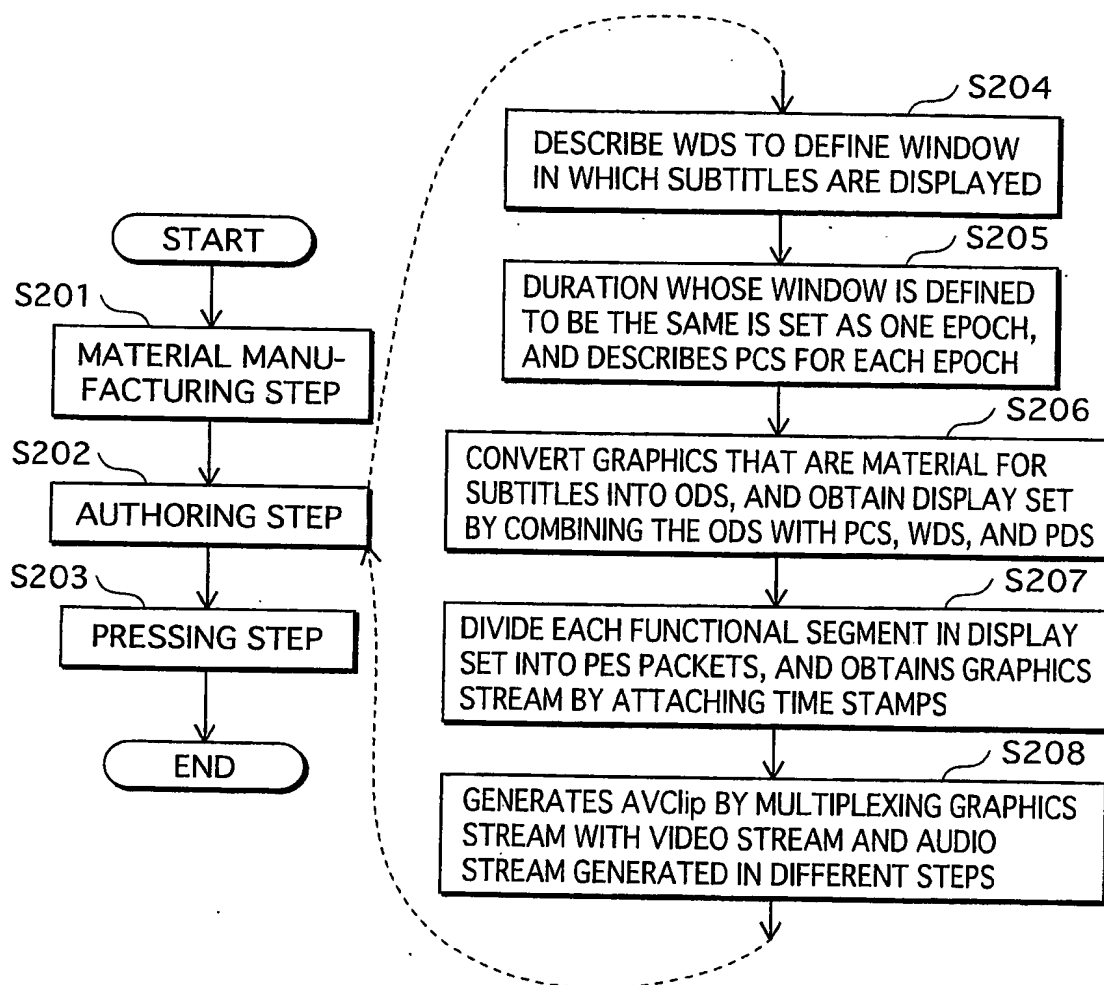 START
S201
MATERIAL MANU-
FACTURING STEP
S202
AUTHORING STEP
S203
PRESSING STEP
END
S204
DESCRIBE WDS TO DEFINE WINDOW
IN WHICH SUBTITLES ARE DISPLAYED
S205
DURATION WHOSE WINDOW IS DEFINED
TO BE THE SAME IS SET AS ONE EPOCH,
AND DESCRIBES PCS FOR EACH EPOCH
S206
CONVERT GRAPHICS THAT ARE MATERIAL FOR
SUBTITLES INTO ODS, AND OBTAIN DISPLAY SET
BY COMBINING THE ODS WITH PCS, WDS, AND PDS
S207
DIVIDE EACH FUNCTIONAL SEGMENT IN DISPLAY
SET INTO PES PACKETS, AND OBTAINS GRAPHICS
STREAM BY ATTACHING TIME STAMPS
S208
GENERATES AVClip BY MULTIPLEXING GRAPHICS
STREAM WITH VIDEO STREAM AND AUDIO
STREAM GENERATED IN DIFFERENT STEPS